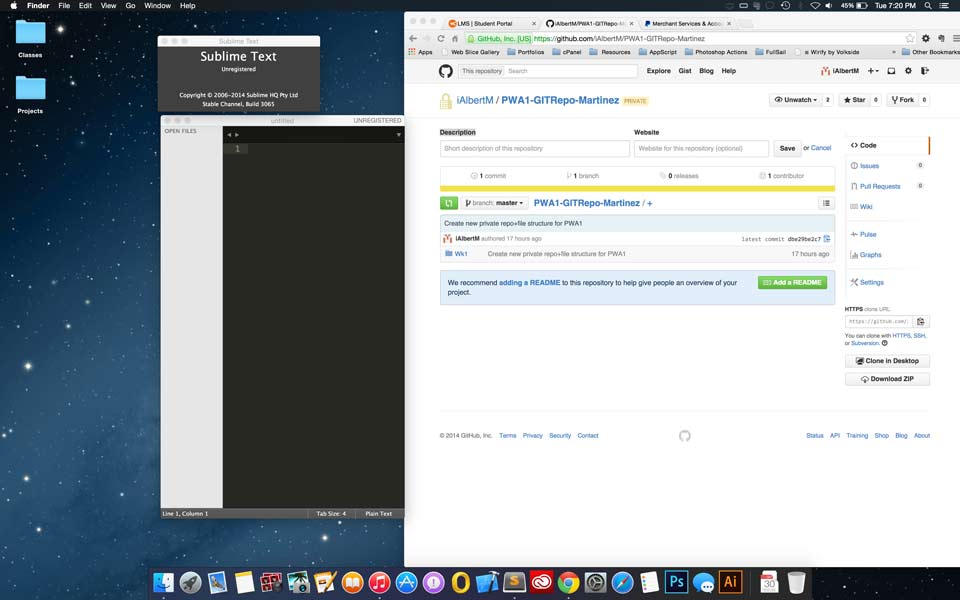 Finder File Edit View Go Window Help
45% Tue 7:20 PM
Classes
Projects
Sublime Text
Sublime Text
Unregistered
Copyright © 2006-2014 Sublime HQ Pty Ltd
Stable Channel, Build 3065
untitled UNREGISTERED
OPEN FILES
1
Line 1, Column 1 Tab Size: 4 Plain Text
LMS | Student Portal iAlbertM/PWA1-GITRepo-M Merchant Services & Acco
GitHub, Inc. [US] https://github.com/iAlbertM/PWA1-GITRepo-Martinez
Apps Web Slice Gallery Portfolios cPanel Resources AppScript Photoshop Actions FullSail Wirify by Volkside » Other Bookmarks
This repository Search Explore Gist Blog Help iAlbertM
iAlbertM / PWA1-GITRepo-Martinez PRIVATE Unwatch 2 Star 0 Fork 0
Description Website
Short description of this repository Website for this repository (optional) Save or Cancel
1 commit 1 branch 0 releases 1 contributor
branch: master PWA1-GITRepo-Martinez / +
Create new private repo+file structure for PWA1
iAlbertM authored 17 hours ago latest commit dbe29be2c7
Wk1 Create new private repo+file structure for PWA1 17 hours ago
We recommend adding a README to this repository to help give people an overview of your
project.
Add a README
Code
Issues 0
Pull Requests 0
Wiki
Pulse
Graphs
Settings
HTTPS clone URL
https://github.com/
You can clone with HTTPS, SSH,
or Subversion.
Clone in Desktop
Download ZIP
© 2014 GitHub, Inc. Terms Privacy Security Contact Status API Training Shop Blog About
Ps Ai 30